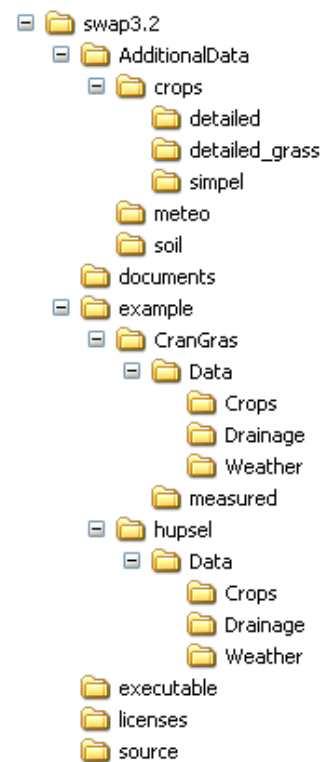 swap3.2
AdditionalData
crops
detailed
detailed_grass
simpel
meteo
soil
documents
example
CranGras
Data
Crops
Drainage
Weather
measured
hupsel
Data
Crops
Drainage
Weather
executable
licenses
source